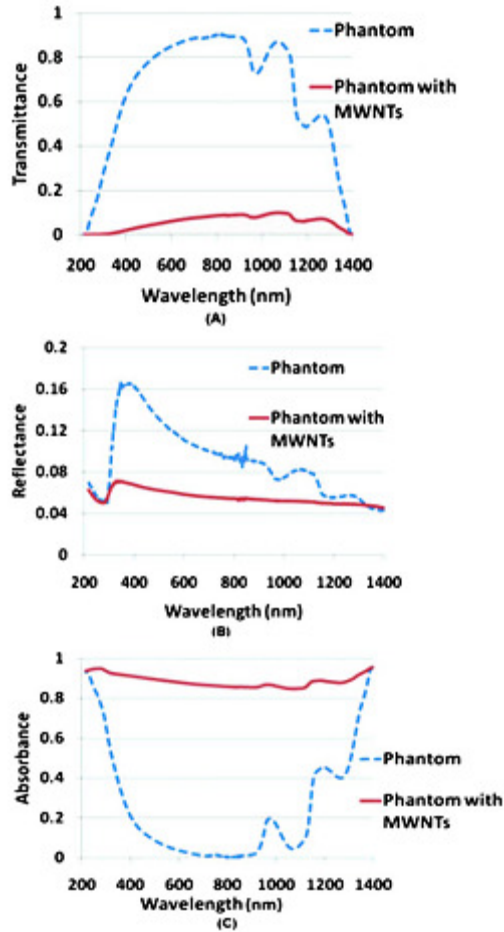 1
0.8
0.6
0.4
0.2
0
Transmittance
Phantom
Phantom with
MWNTs
200 400 600 800 1000 1200 1400
Wavelength (nm)
(A)
0.2
0.16
0.12
0.08
0.04
0
Reflectance
Phantom
Phantom with
MWNTs
200 400 600 800 1000 1200 1400
Wavelength (nm)
(B)
1
0.8
0.6
0.4
0.2
0
Absorbance
Phantom
Phantom with
MWNTs
200 400 600 800 1000 1200 1400
Wavelength (nm)
(C)